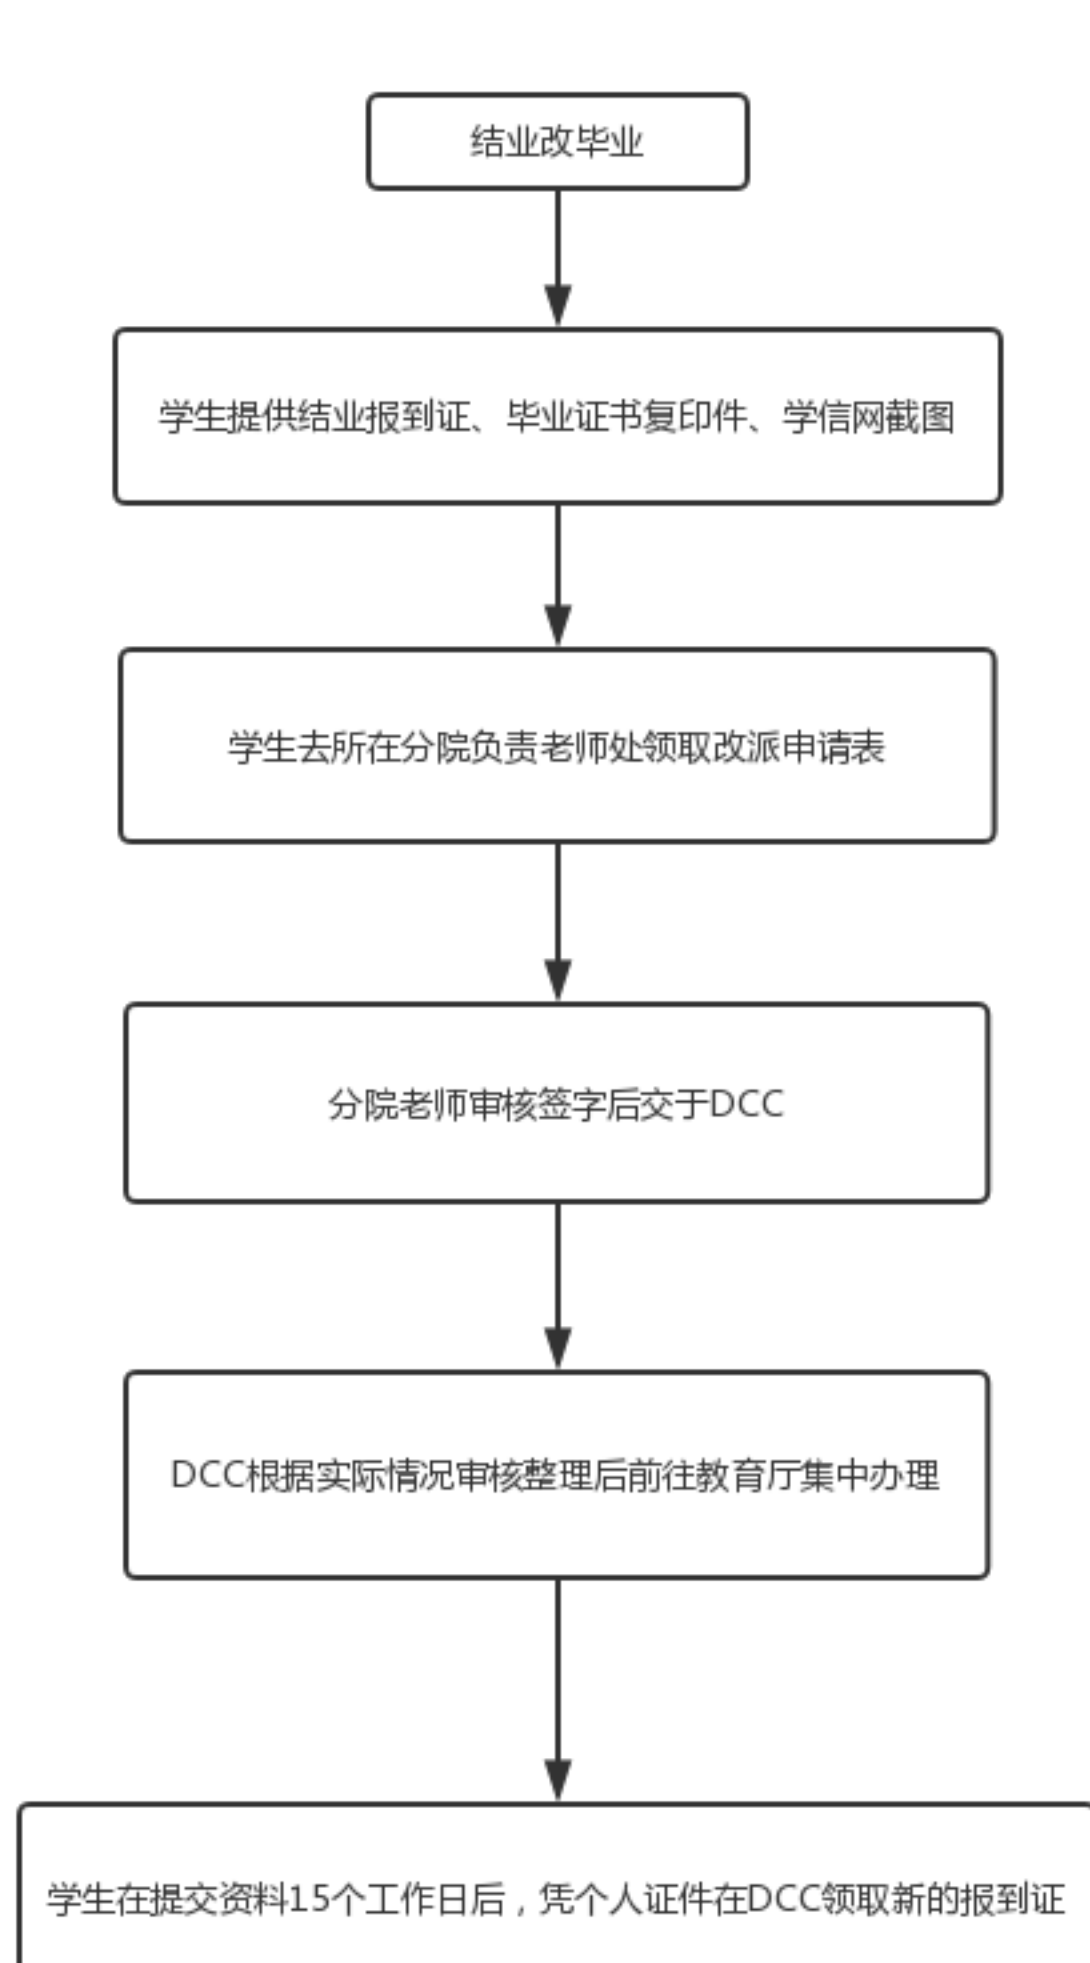 结业改毕业
学生提供结业报到证、毕业证书复印件、学信网截图
学生去所在分院负责老师处领取改派申请表
分院老师审核签字后交于DCC
DCC根据实际情况审核整理后前往教育厅集中办理
学生在提交资料15个工作日后，凭个人证件在DCC领取新的报到证